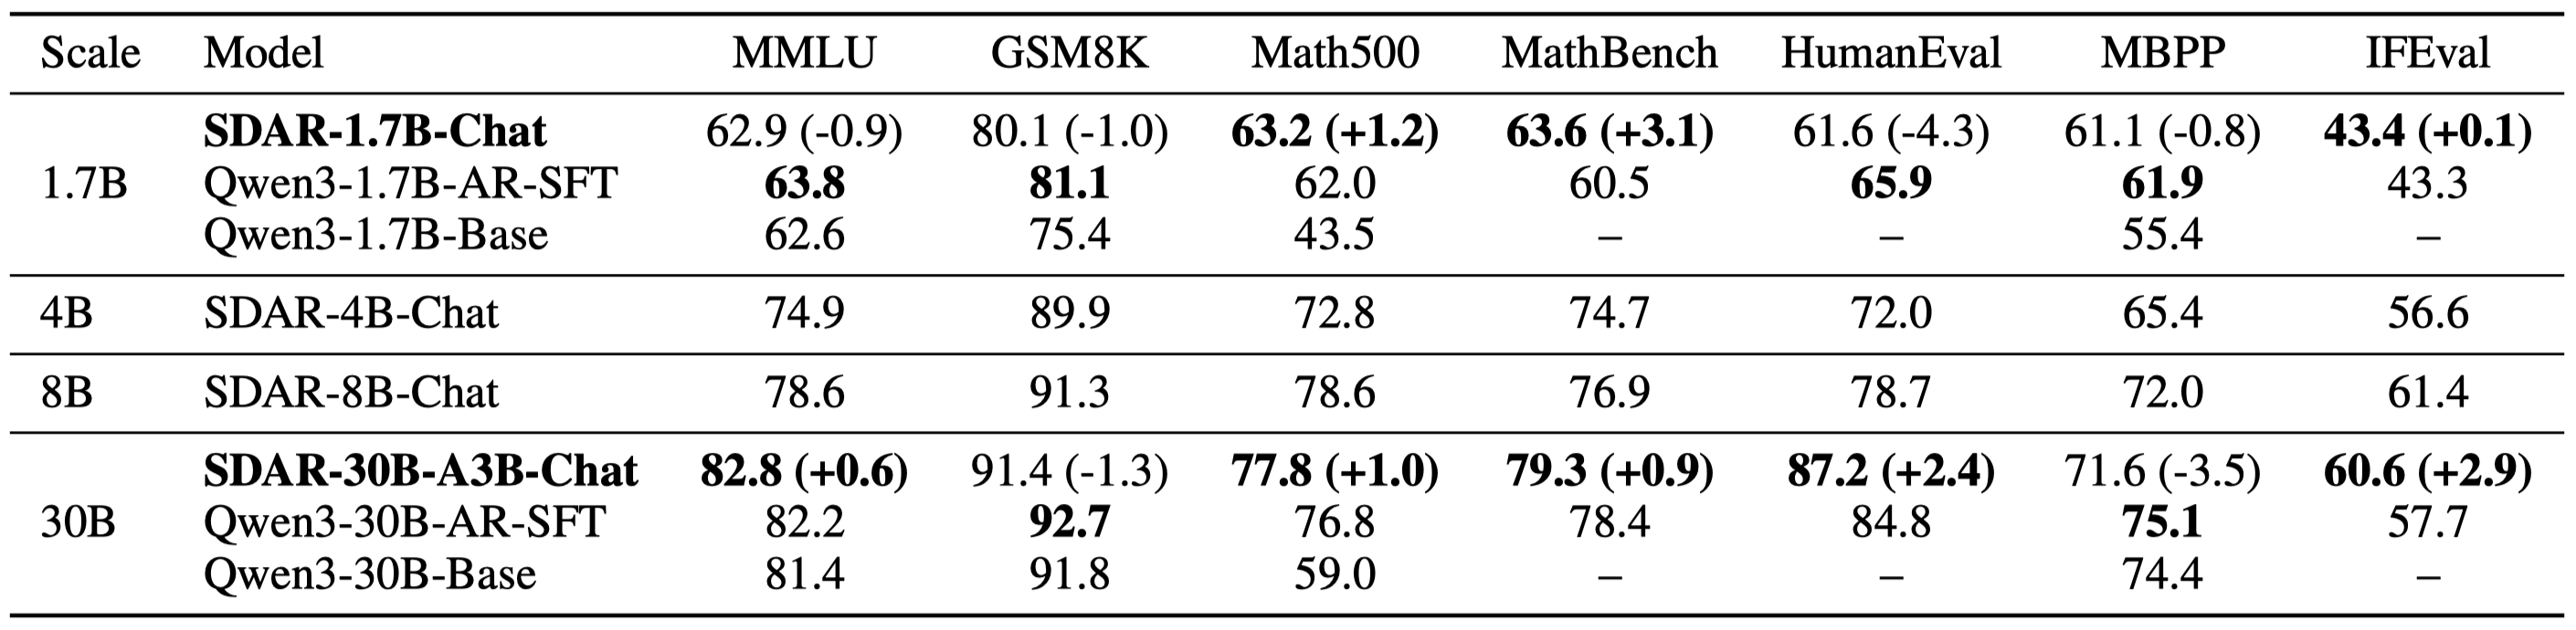 Scale Model MMLU GSM8K Math500 MathBench HumanEval MBPP IFEval
SDAR-1.7B-Chat 62.9 (-0.9) 80.1 (-1.0) 63.2 (+1.2) 63.6 (+3.1) 61.6 (-4.3) 61.1 (-0.8) 43.4 (+0.1)
1.7B Qwen3-1.7B-AR-SFT 63.8 81.1 62.0 60.5 65.9 61.9 43.3
Qwen3-1.7B-Base 62.6 75.4 43.5 – – 55.4 –
4B SDAR-4B-Chat 74.9 89.9 72.8 74.7 72.0 65.4 56.6
8B SDAR-8B-Chat 78.6 91.3 78.6 76.9 78.7 72.0 61.4
SDAR-30B-A3B-Chat 82.8 (+0.6) 91.4 (-1.3) 77.8 (+1.0) 79.3 (+0.9) 87.2 (+2.4) 71.6 (-3.5) 60.6 (+2.9)
30B Qwen3-30B-AR-SFT 82.2 92.7 76.8 78.4 84.8 75.1 57.7
Qwen3-30B-Base 81.4 91.8 59.0 – – 74.4 –